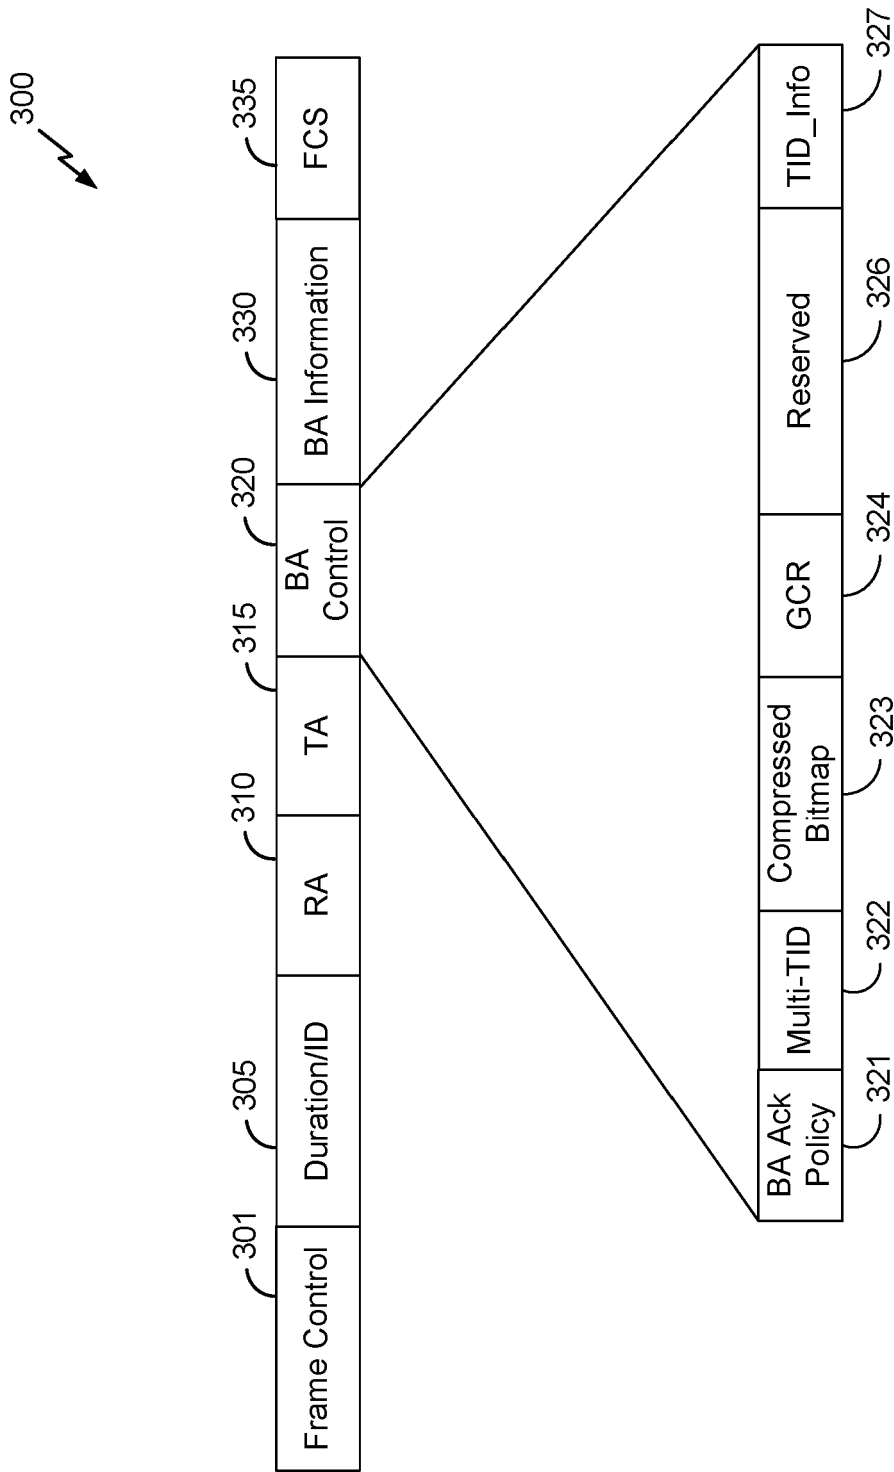 300
301
305
310
315
320
330
335
Frame Control
Duration/ID
RA
TA
BA
Control
BA Information
FCS
BA Ack
Policy
Multi-TID
Compressed
Bitmap
GCR
Reserved
TID_Info
321
322
323
324
326
327